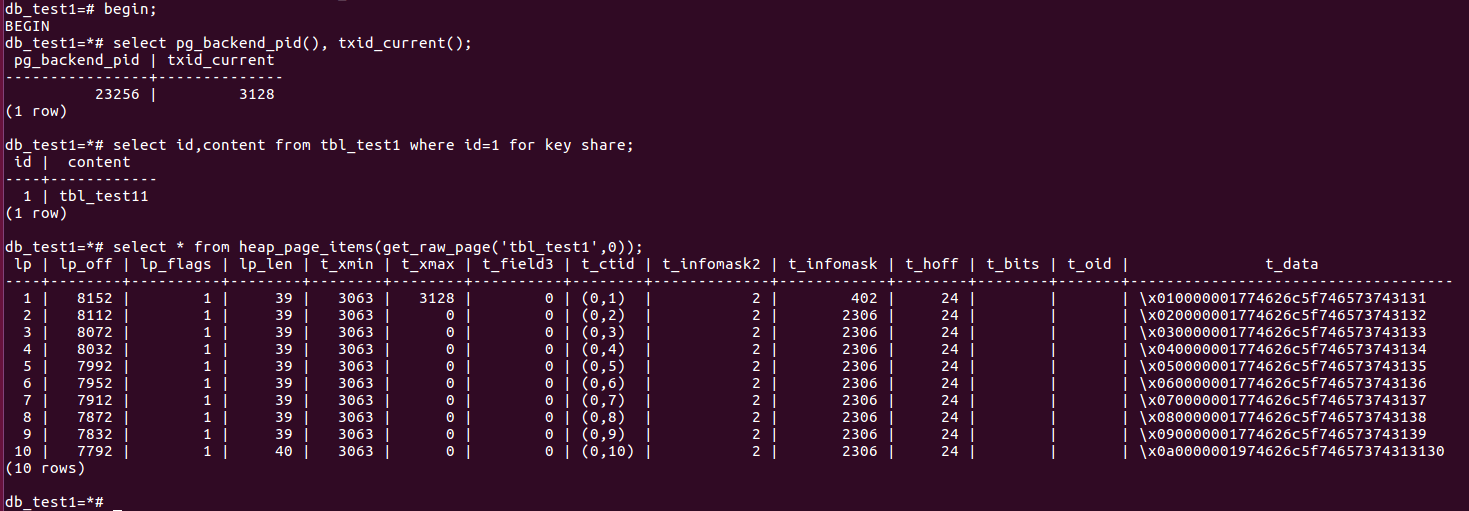 db_test1=# begin;
BEGIN
db_test1=*# select pg_backend_pid(), txid_current();
 pg_backend_pid | txid_current
----------------+--------------
          23256 |         3128
(1 row)

db_test1=*# select id,content from tbl_test1 where id=1 for key share;
 id |  content
----+------------
  1 | tbl_test11
(1 row)

db_test1=*# select * from heap_page_items(get_raw_page('tbl_test1',0));
 lp | lp_off | lp_flags | lp_len | t_xmin | t_xmax | t_field3 | t_ctid | t_infomask2 | t_infomask | t_hoff | t_bits | t_oid |               t_data
----+--------+----------+--------+--------+--------+----------+--------+-------------+------------+--------+--------+-------+------------------------------------
  1 |   8152 |        1 |     39 |   3063 |   3128 |        0 | (0,1)  |           2 |        402 |     24 |        |       | \x010000001774626c5f746573743131
  2 |   8112 |        1 |     39 |   3063 |      0 |        0 | (0,2)  |           2 |       2306 |     24 |        |       | \x020000001774626c5f746573743132
  3 |   8072 |        1 |     39 |   3063 |      0 |        0 | (0,3)  |           2 |       2306 |     24 |        |       | \x030000001774626c5f746573743133
  4 |   8032 |        1 |     39 |   3063 |      0 |        0 | (0,4)  |           2 |       2306 |     24 |        |       | \x040000001774626c5f746573743134
  5 |   7992 |        1 |     39 |   3063 |      0 |        0 | (0,5)  |           2 |       2306 |     24 |        |       | \x050000001774626c5f746573743135
  6 |   7952 |        1 |     39 |   3063 |      0 |        0 | (0,6)  |           2 |       2306 |     24 |        |       | \x060000001774626c5f746573743136
  7 |   7912 |        1 |     39 |   3063 |      0 |        0 | (0,7)  |           2 |       2306 |     24 |        |       | \x070000001774626c5f746573743137
  8 |   7872 |        1 |     39 |   3063 |      0 |        0 | (0,8)  |           2 |       2306 |     24 |        |       | \x080000001774626c5f746573743138
  9 |   7832 |        1 |     39 |   3063 |      0 |        0 | (0,9)  |           2 |       2306 |     24 |        |       | \x090000001774626c5f746573743139
 10 |   7792 |        1 |     40 |   3063 |      0 |        0 | (0,10) |           2 |       2306 |     24 |        |       | \x0a0000001974626c5f74657374313130
(10 rows)

db_test1=*# _